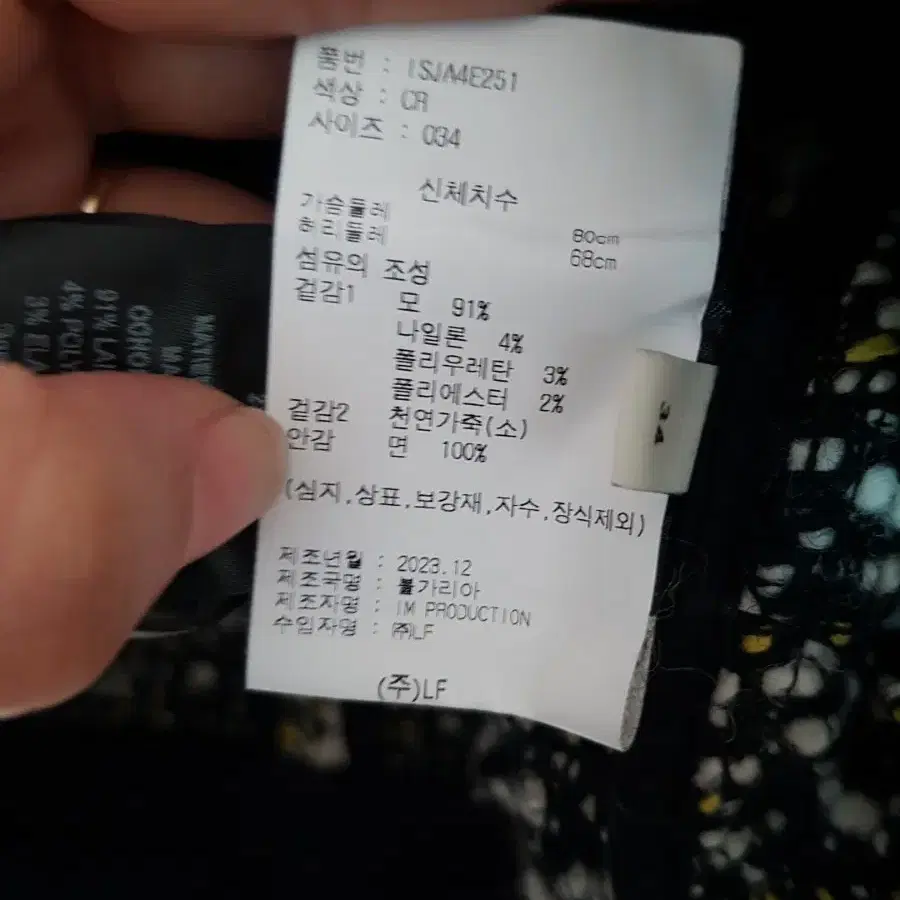 품번 : ISJA4E251
색상 : CR
사이즈 : 034
신체치수
가슴둘레 80cm
허리둘레 68cm
섬유의 조성
겉감1 모 91%
나일론 4%
폴리우레탄 3%
폴리에스터 2%
겉감2 천연가죽(소)
안감 면 100%
(심지,상표,보강재,자수,장식제외)
제조년월 : 2023.12
제조국명 : 불가리아
제조자명 : IM PRODUCTION
수입자명 : ㈜LF
(주)LF
34
91% LAI